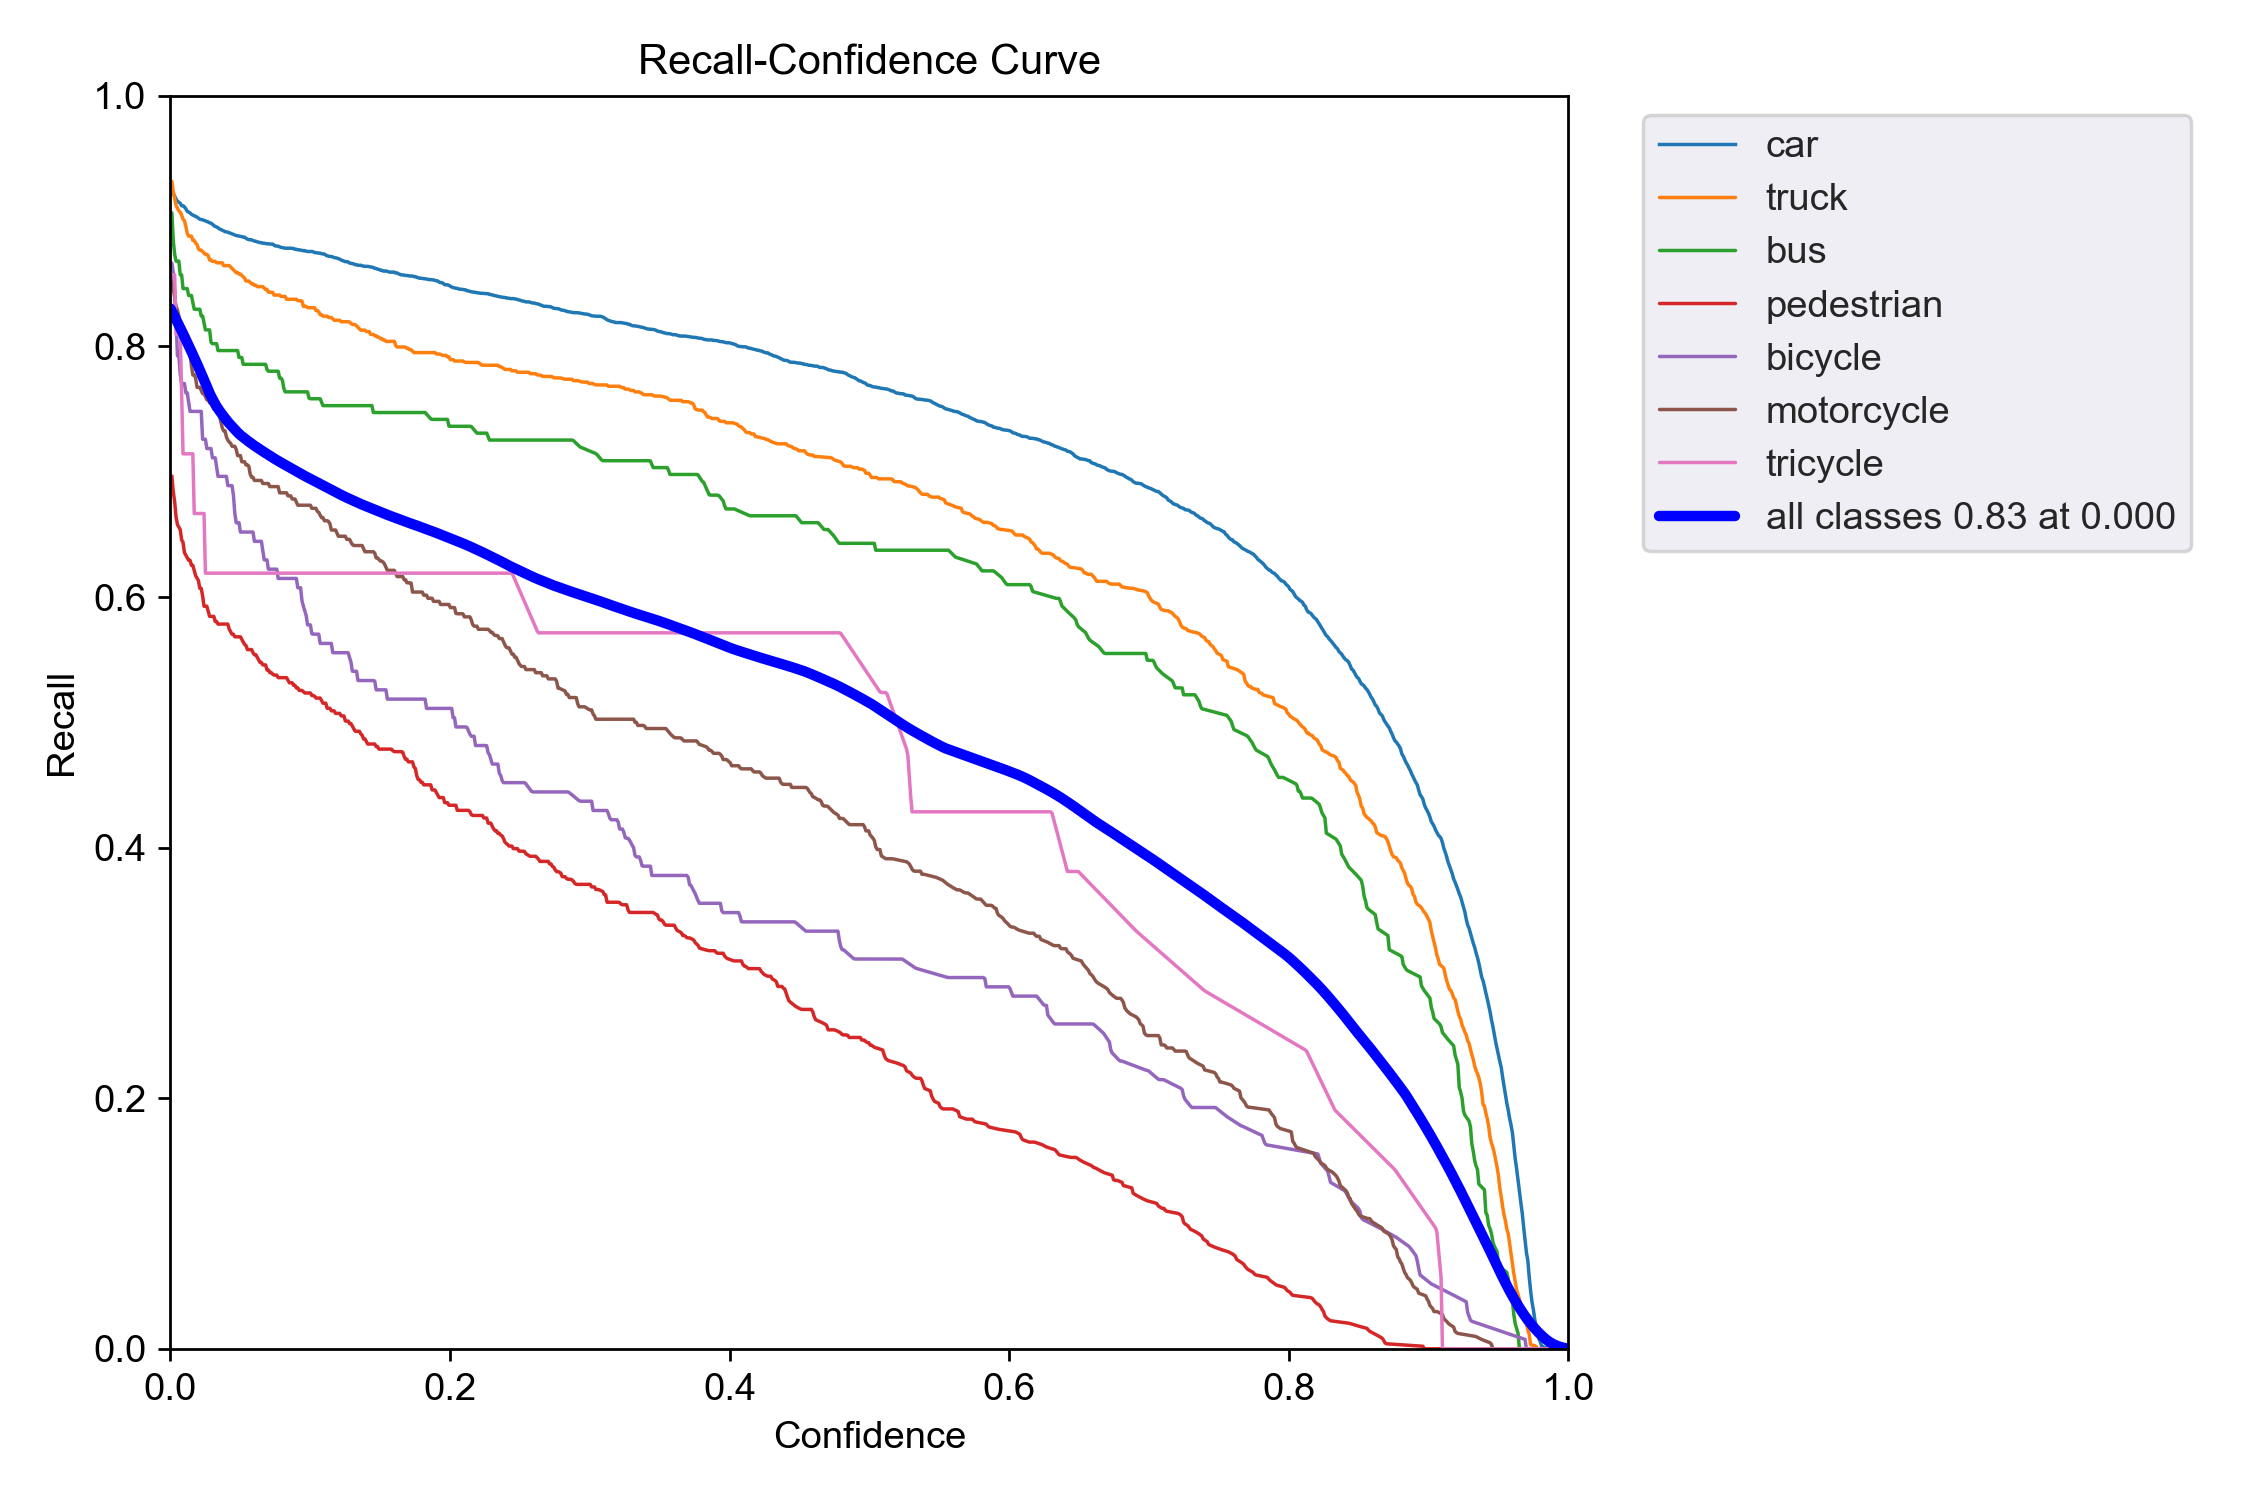 Recall-Confidence Curve
1.0
0.8
0.6
0.4
0.2
0.0
Recall
0.0 0.2 0.4 0.6 0.8 1.0
Confidence
car
truck
bus
pedestrian
bicycle
motorcycle
tricycle
all classes 0.83 at 0.000